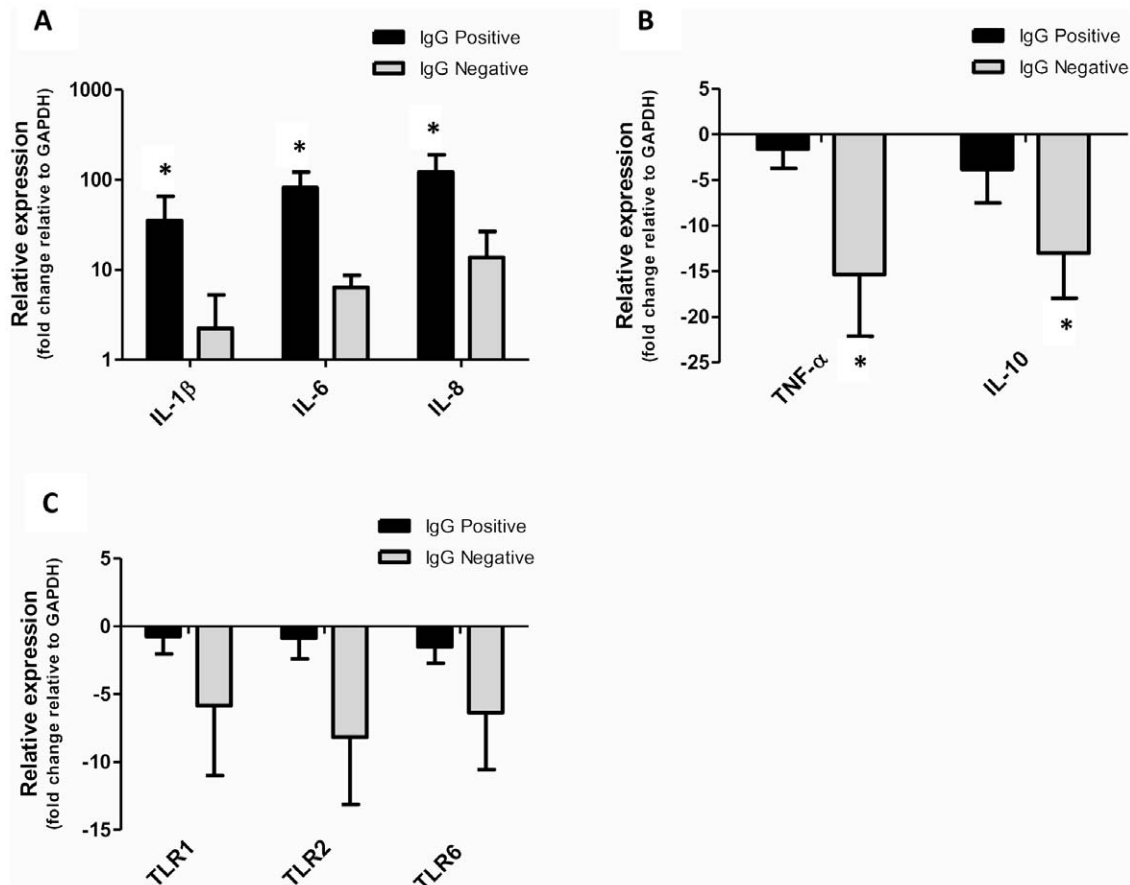 A
IgG Positive
IgG Negative
Relative expression
(fold change relative to GAPDH)
1000
100
10
1
*
*
*
IL-1β
IL-6
IL-8
B
IgG Positive
IgG Negative
Relative expression
(fold change relative to GAPDH)
5
0
-5
-10
-15
-20
-25
*
*
TNF-α
IL-10
C
IgG Positive
IgG Negative
Relative expression
(fold change relative to GAPDH)
5
0
-5
-10
-15
TLR1
TLR2
TLR6